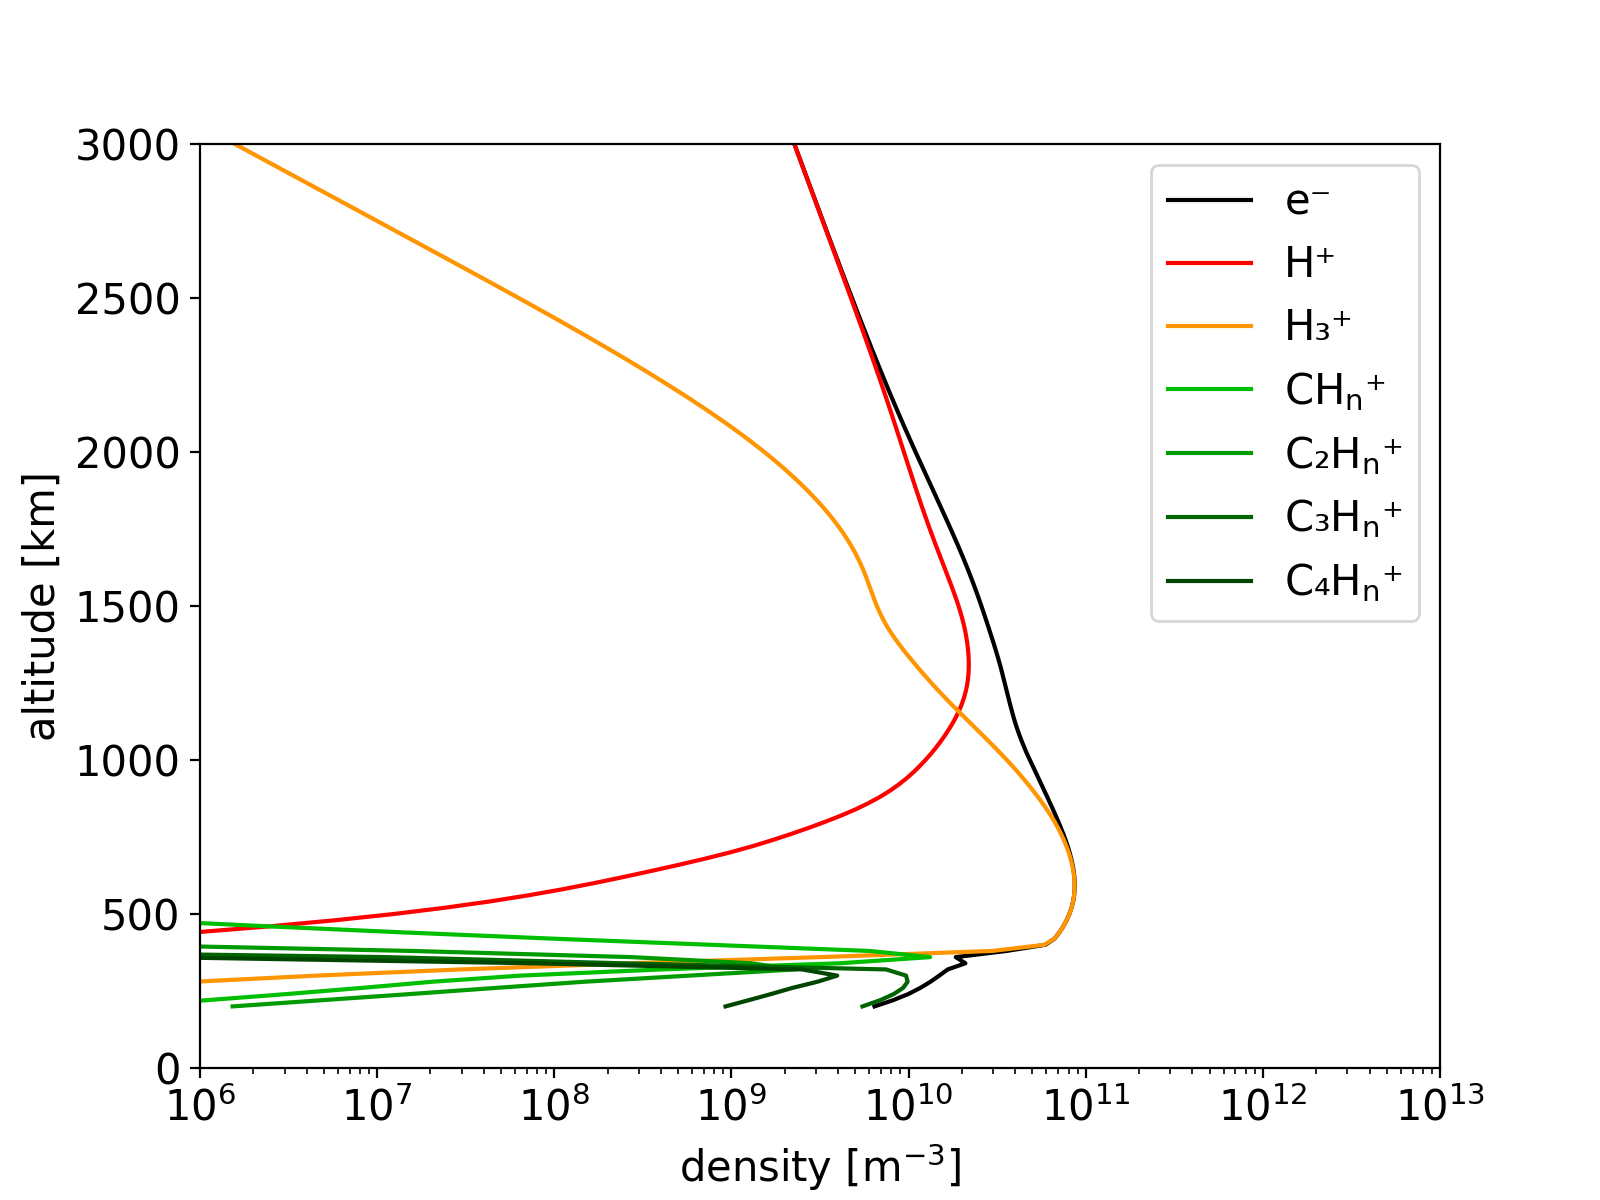 3000
2500
2000
1500
1000
500
0
altitude [km]
10⁶ 10⁷ 10⁸ 10⁹ 10¹⁰ 10¹¹ 10¹² 10¹³
density [m⁻³]
e⁻
H⁺
H₃⁺
CHₙ⁺
C₂Hₙ⁺
C₃Hₙ⁺
C₄Hₙ⁺